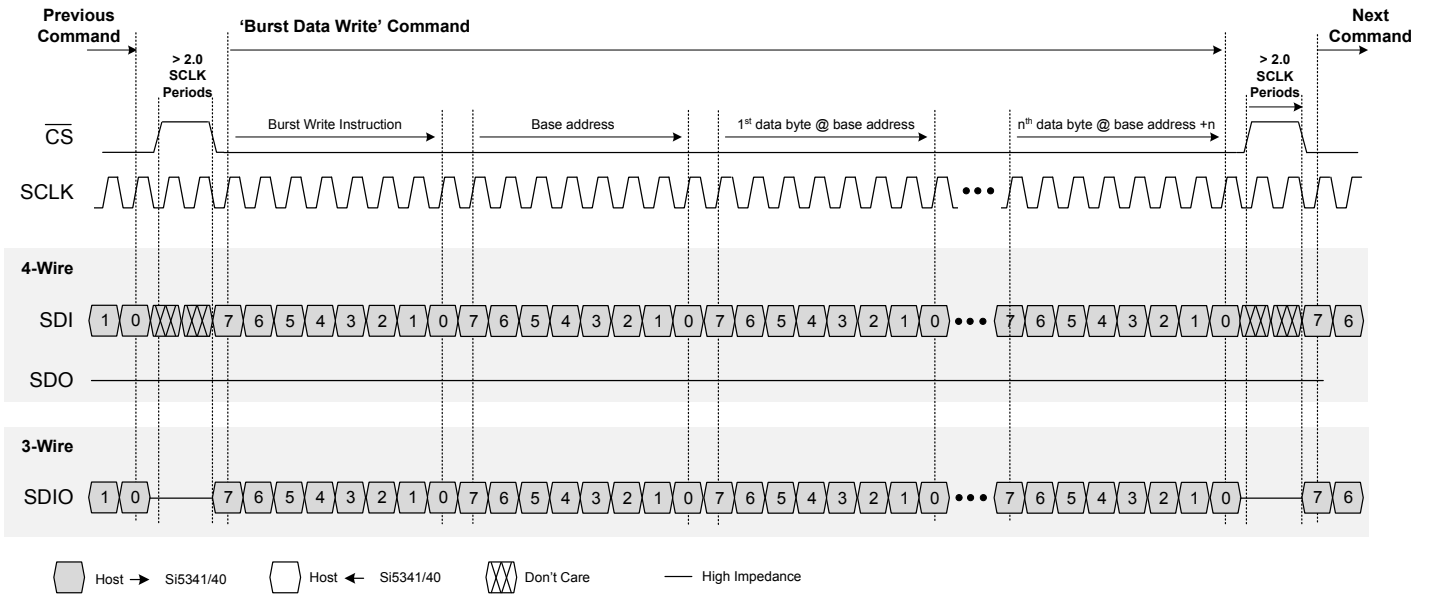 Previous
Command
'Burst Data Write' Command
Next
Command
> 2.0
SCLK
Periods
> 2.0
SCLK
Periods
CS
Burst Write Instruction
Base address
1st data byte @ base address
nth data byte @ base address +n
SCLK
4-Wire
SDI 1 0 7 6 5 4 3 2 1 0 7 6 5 4 3 2 1 0 7 6 5 4 3 2 1 0 7 6 5 4 3 2 1 0 7 6
SDO
3-Wire
SDIO 1 0 7 6 5 4 3 2 1 0 7 6 5 4 3 2 1 0 7 6 5 4 3 2 1 0 7 6 5 4 3 2 1 0 7 6
Host → Si5341/40 Host ← Si5341/40 Don't Care High Impedance